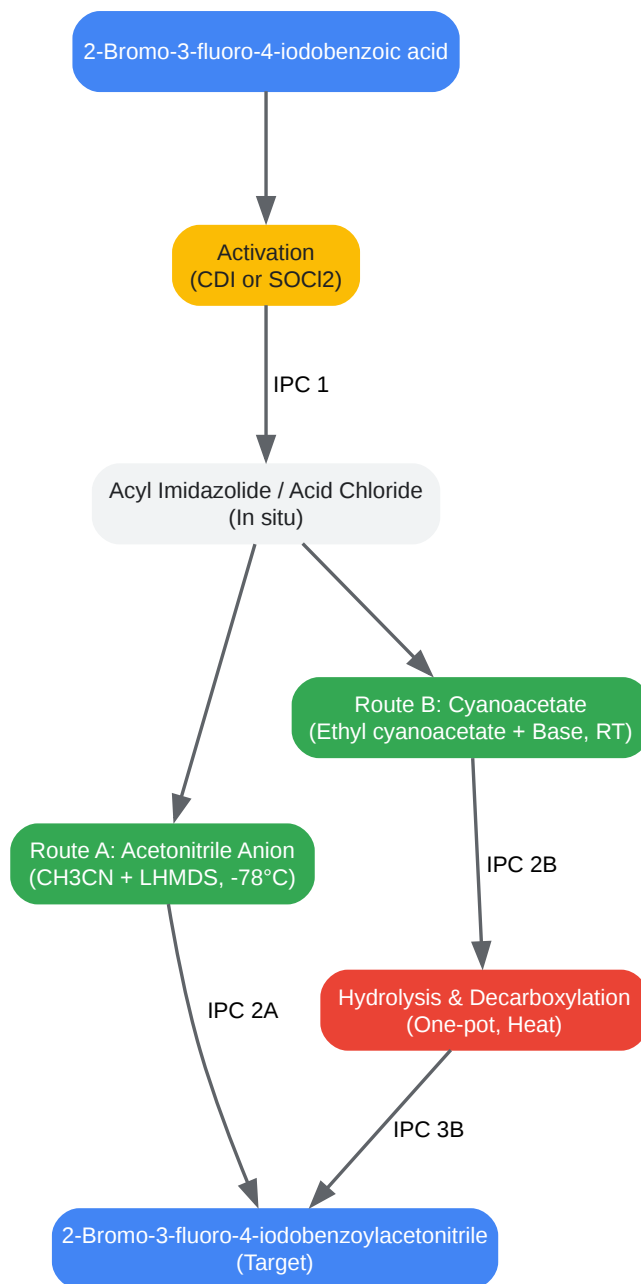 2-Bromo-3-fluoro-4-iodobenzoic acid
Activation
(CDI or SOCl2)
IPC 1
Acyl Imidazolide / Acid Chloride
(In situ)
Route B: Cyanoacetate
(Ethyl cyanoacetate + Base, RT)
Route A: Acetonitrile Anion
(CH3CN + LHMDS, -78°C)
IPC 2B
IPC 2A
Hydrolysis & Decarboxylation
(One-pot, Heat)
IPC 3B
2-Bromo-3-fluoro-4-iodobenzoylacetonitrile
(Target)